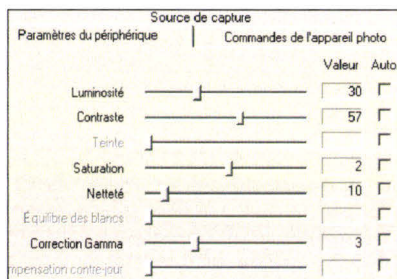 Source de capture
Paramètres du périphérique Commandes de l'appareil photo
Valeur Auto
Luminosité 30
Contraste 57
Teinte
Saturation 2
Netteté 10
Équilibre des blancs
Correction Gamma 3
mpensation contre-jour